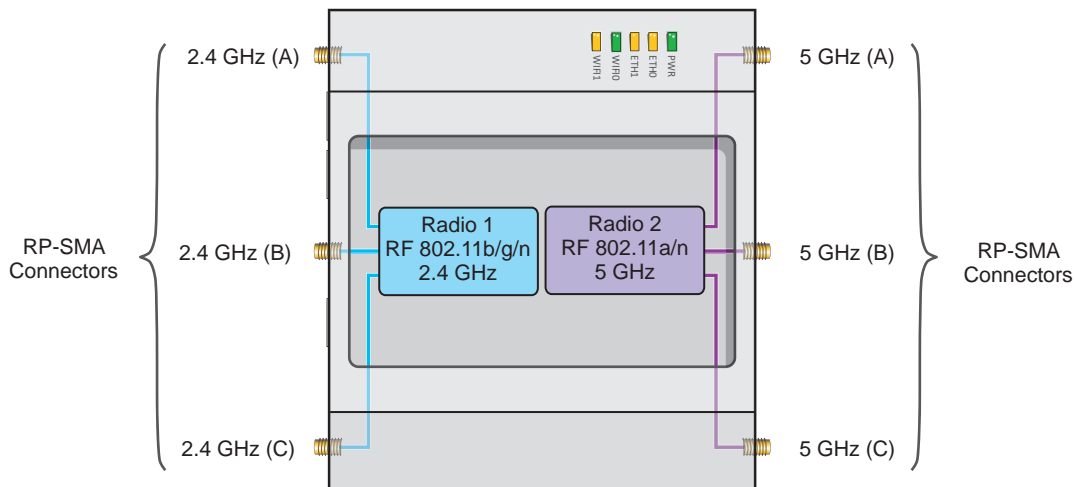 2.4 GHz (A)
5 GHz (A)
WIFI1
WIFI0
ETH1
ETH0
PWR
Radio 1
RF 802.11b/g/n
2.4 GHz
Radio 2
RF 802.11a/n
5 GHz
RP-SMA
Connectors
2.4 GHz (B)
5 GHz (B)
RP-SMA
Connectors
2.4 GHz (C)
5 GHz (C)